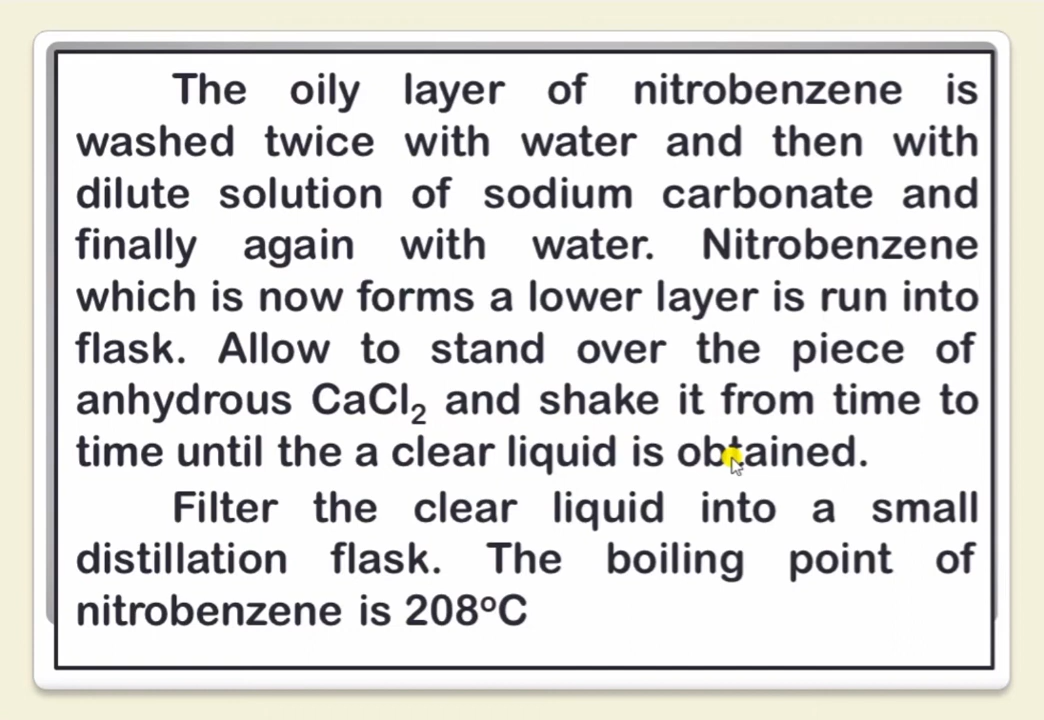 The oily layer of nitrobenzene is
washed twice with water and then with
dilute solution of sodium carbonate and
finally again with water. Nitrobenzene
which is now forms a lower layer is run into
flask. Allow to stand over the piece of
anhydrous CaCl₂ and shake it from time to
time until the a clear liquid is obtained.
Filter the clear liquid into a small
distillation flask. The boiling point of
nitrobenzene is 208ºC